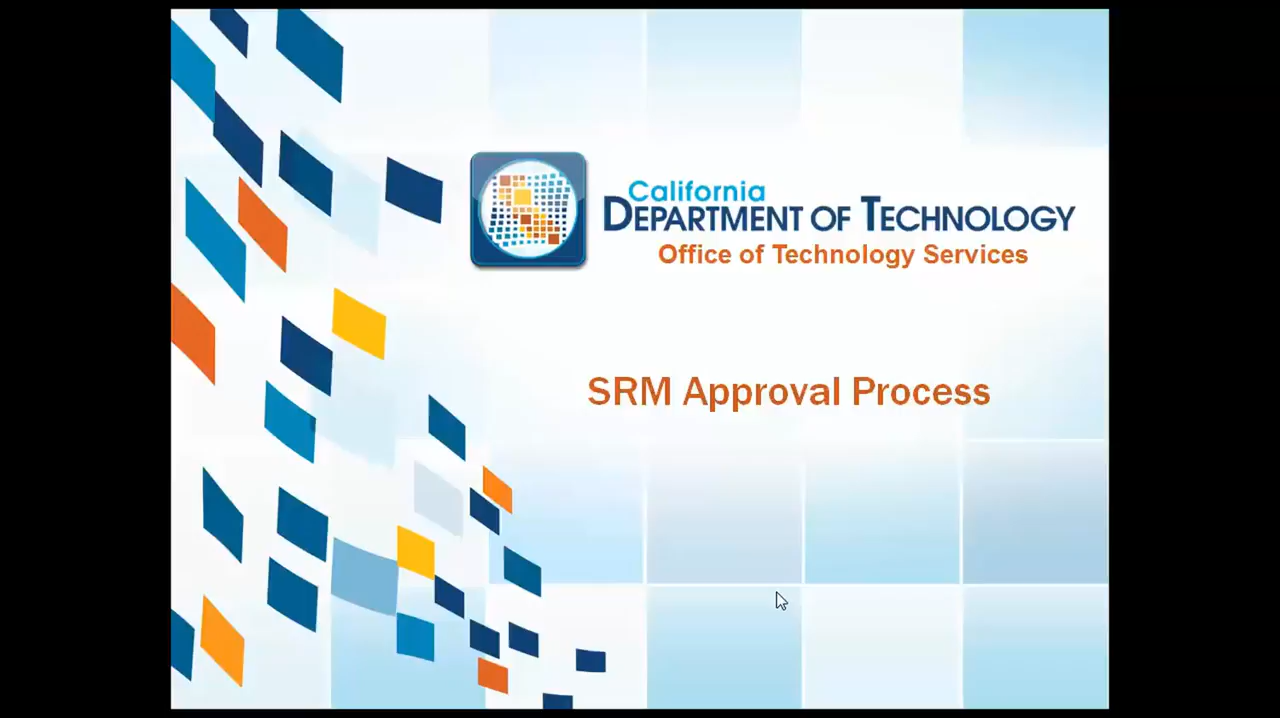 California
DEPARTMENT OF TECHNOLOGY
Office of Technology Services
SRM Approval Process